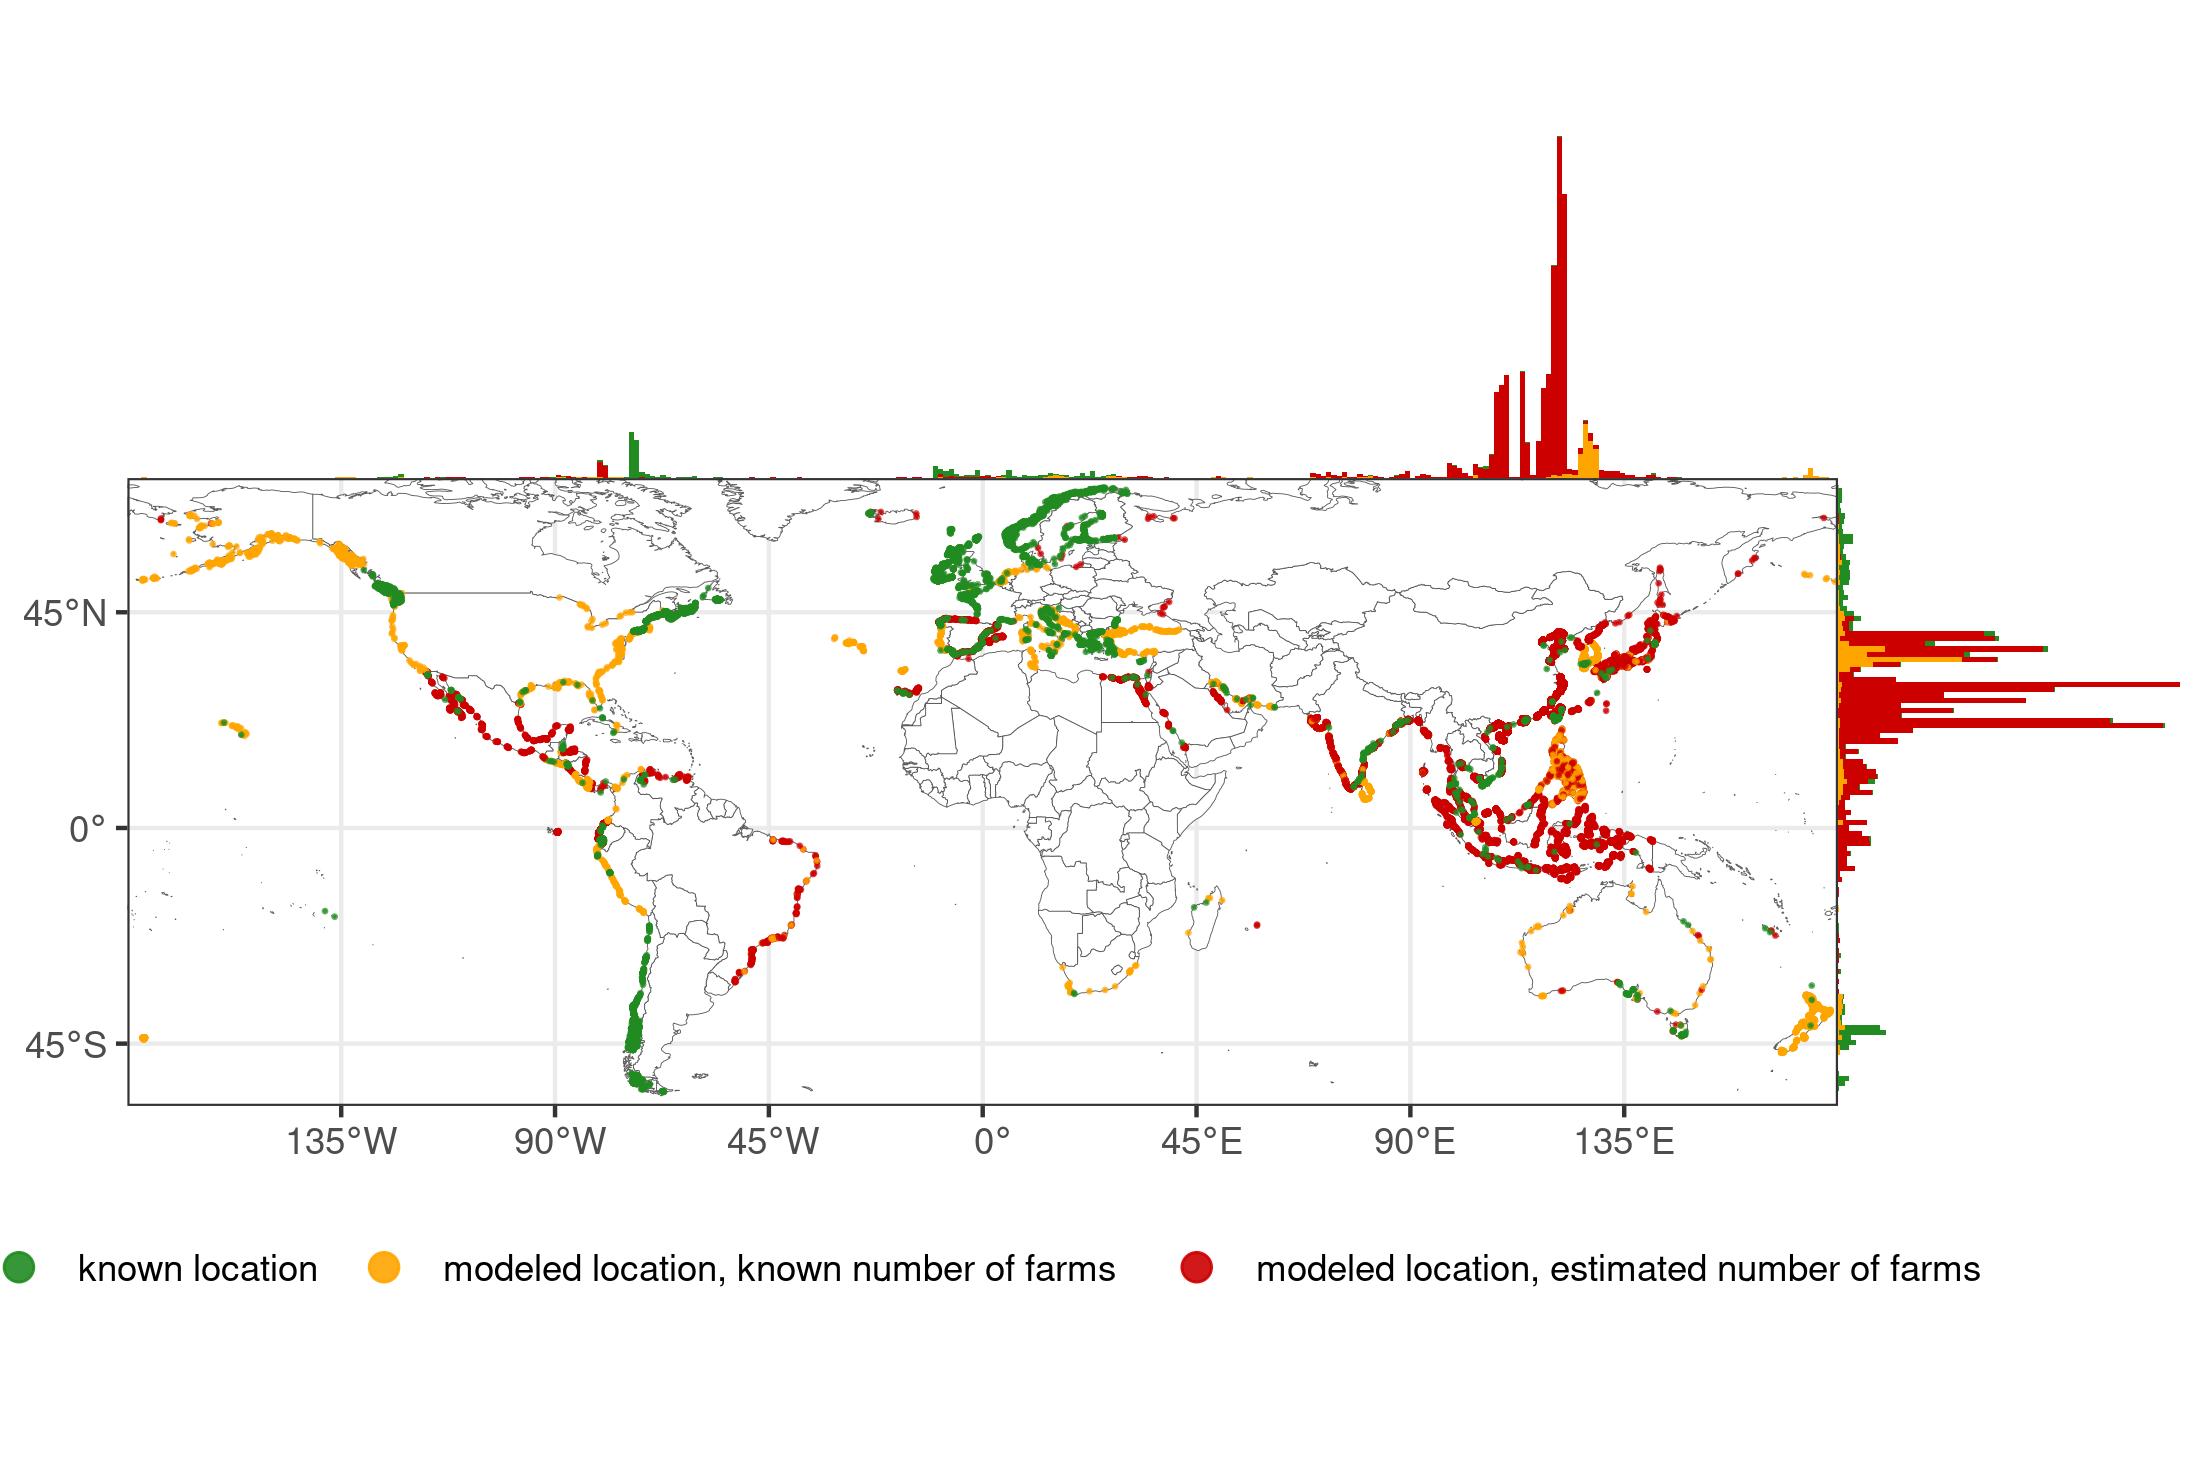 45°N
0°
45°S
135°W 90°W 45°W 0° 45°E 90°E 135°E
known location modeled location, known number of farms modeled location, estimated number of farms